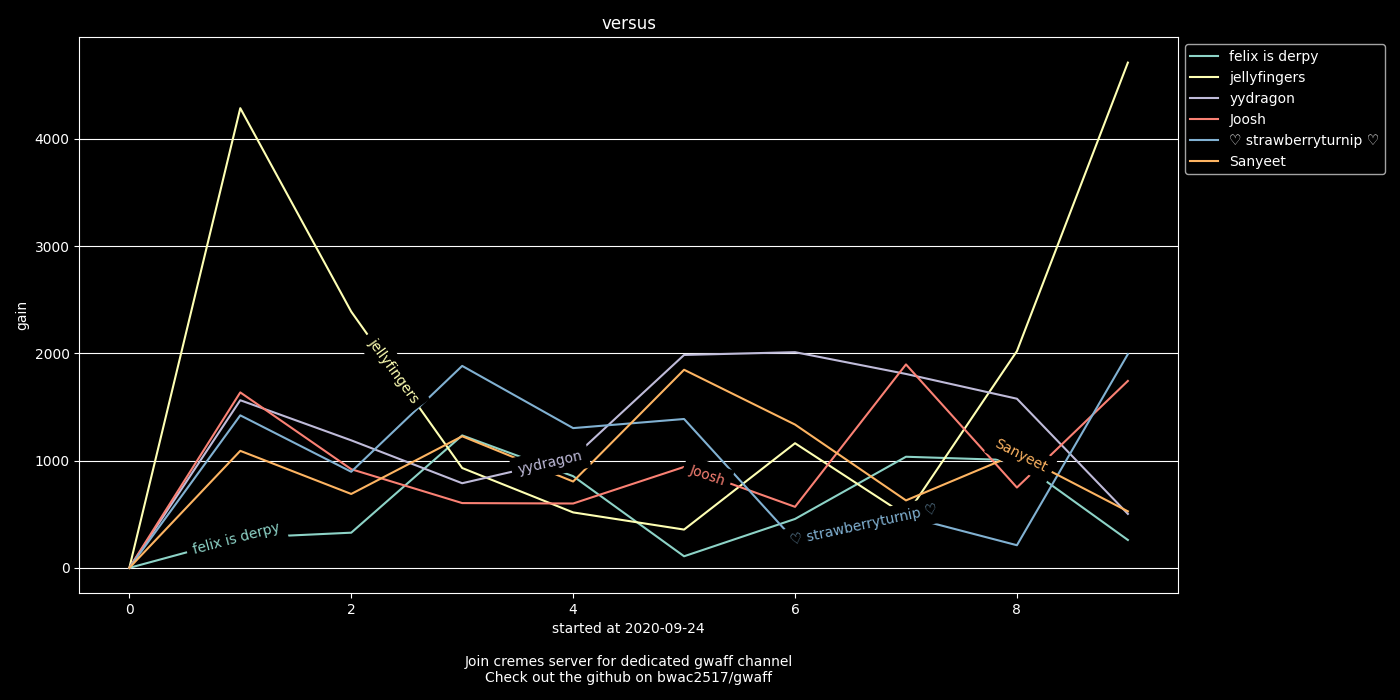 versus
felix is derpy
jellyfingers
yydragon
Joosh
♡ strawberryturnip ♡
Sanyeet
4000
3000
2000
1000
0
gain
jellyfingers
yydragon
Joosh
Sanyeet
felix is derpy
♡ strawberryturnip ♡
0 2 4 6 8
started at 2020-09-24
Join cremes server for dedicated gwaff channel
Check out the github on bwac2517/gwaff